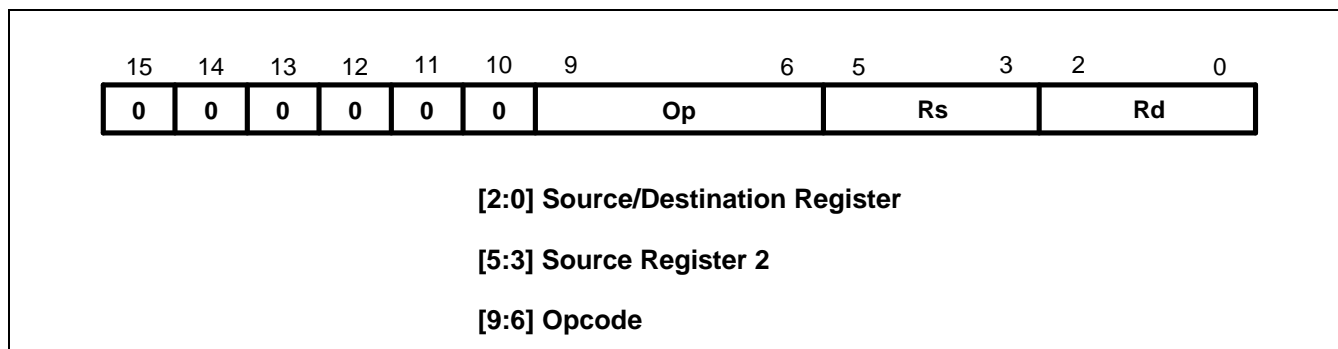 15 14 13 12 11 10 9 6 5 3 2 0
0 0 0 0 0 0 Op Rs Rd
[2:0] Source/Destination Register
[5:3] Source Register 2
[9:6] Opcode